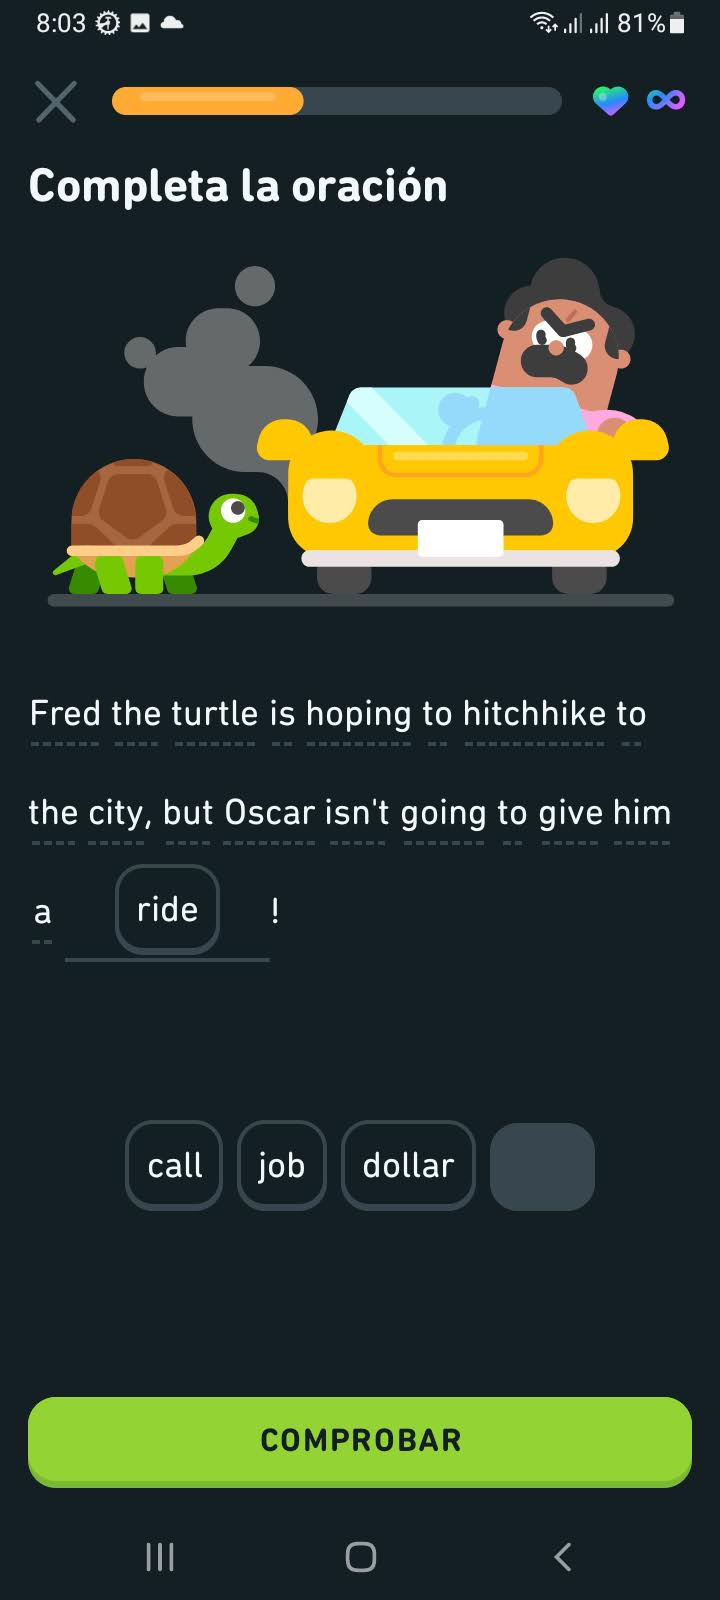 8:03
81%
Completa la oración
Fred the turtle is hoping to hitchhike to
the city, but Oscar isn't going to give him
a ride !
call job dollar
COMPROBAR